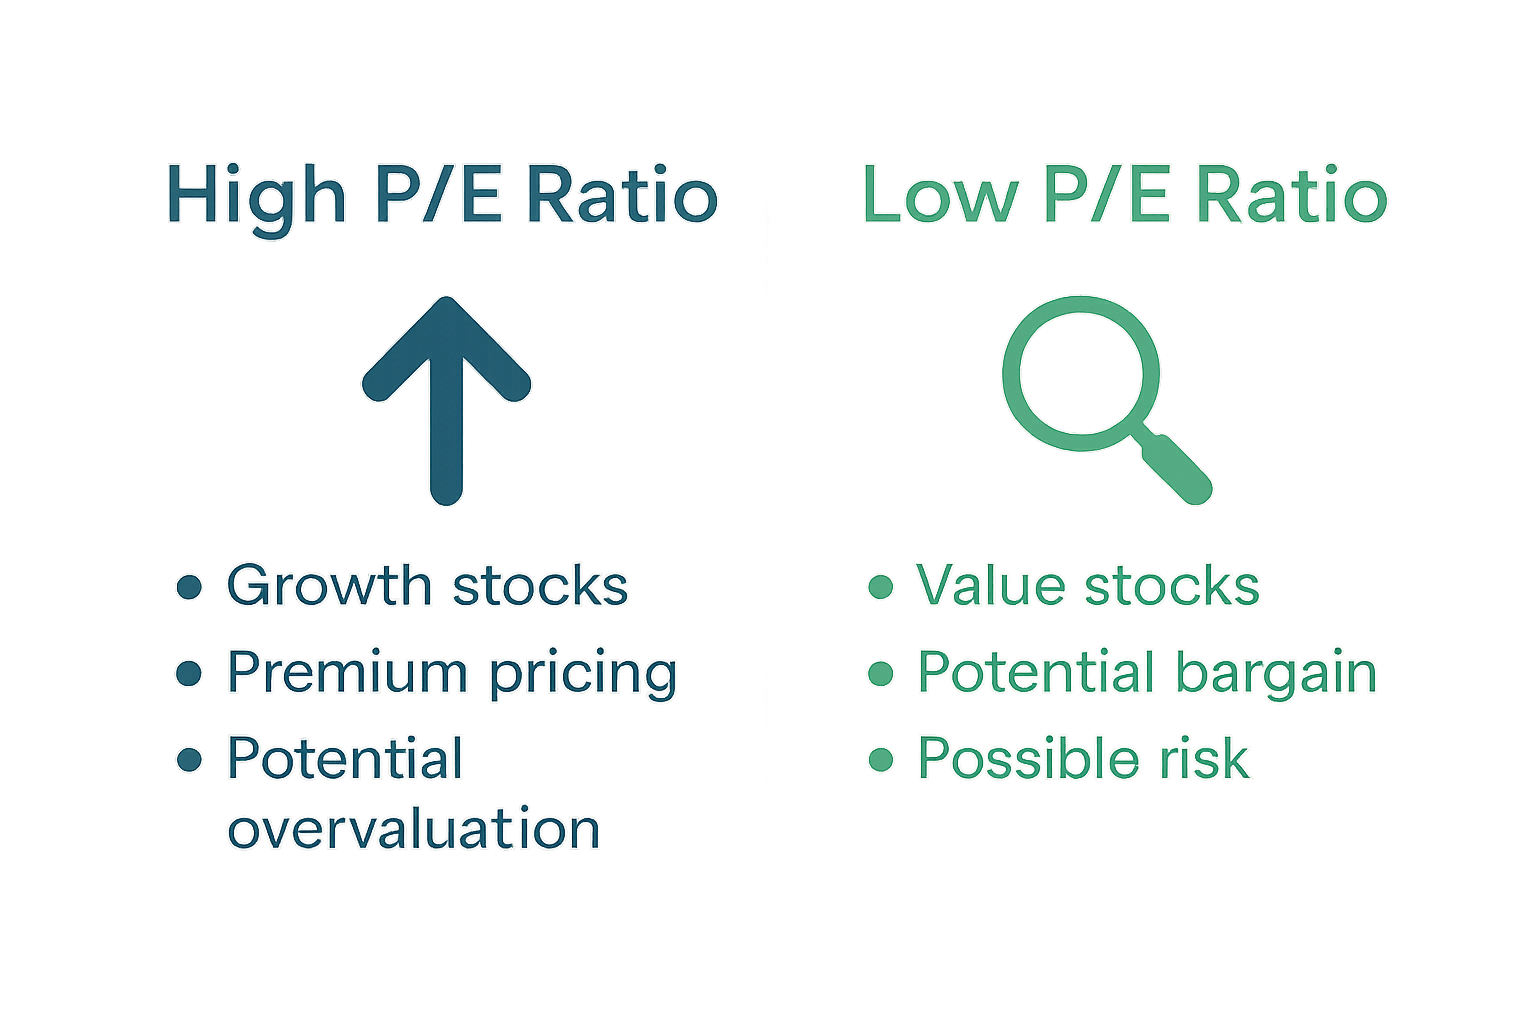 High P/E Ratio
• Growth stocks
• Premium pricing
• Potential
overvaluation
Low P/E Ratio
• Value stocks
• Potential bargain
• Possible risk